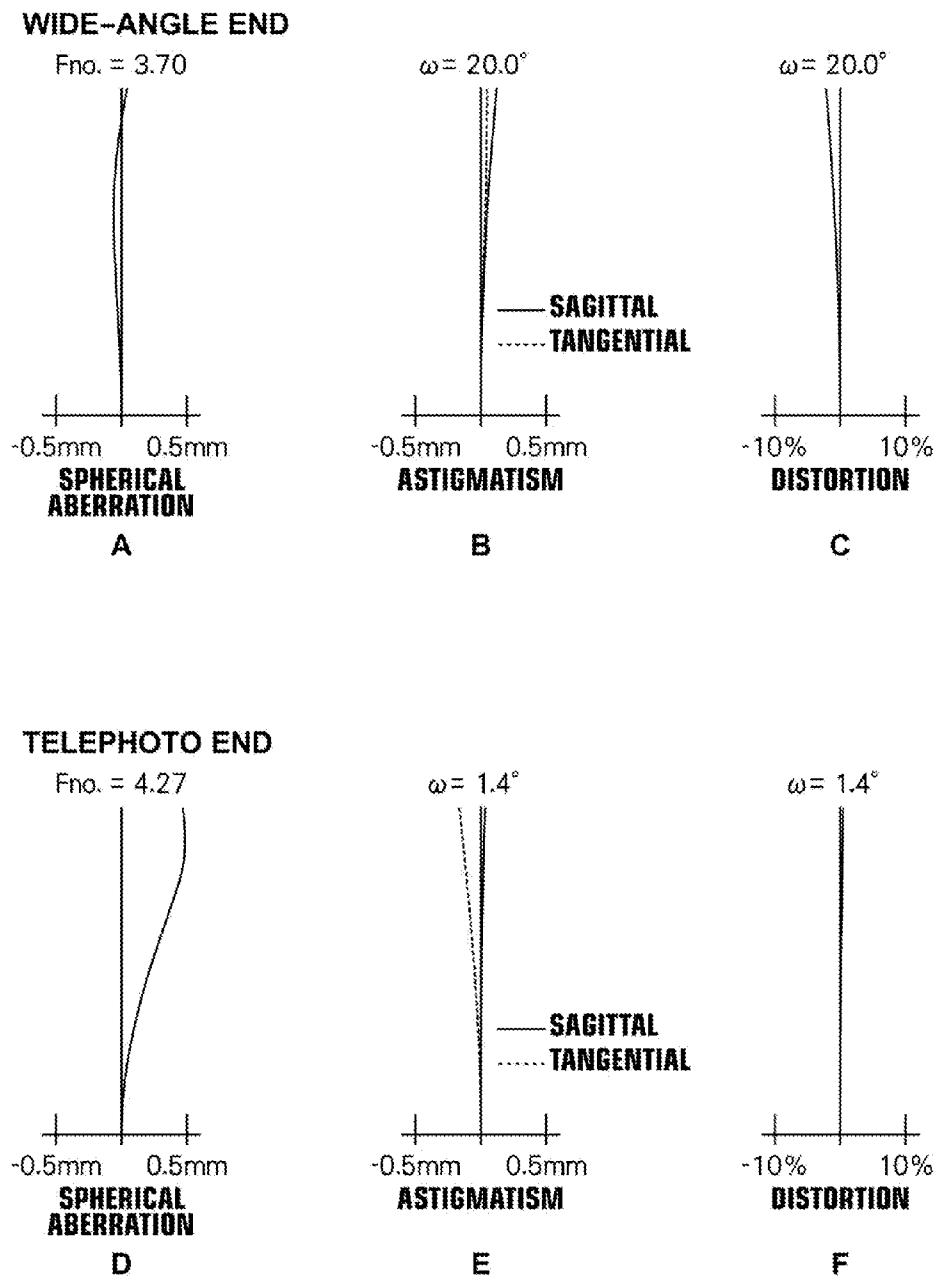 WIDE-ANGLE END
Fno. = 3.70
ω= 20.0°
ω= 20.0°
SAGITTAL
TANGENTIAL
-0.5mm 0.5mm
-0.5mm 0.5mm
-10% 10%
SPHERICAL
ABERRATION
ASTIGMATISM
DISTORTION
A
B
C
TELEPHOTO END
Fno. = 4.27
ω= 1.4°
ω= 1.4°
SAGITTAL
TANGENTIAL
-0.5mm 0.5mm
-0.5mm 0.5mm
-10% 10%
SPHERICAL
ABERRATION
ASTIGMATISM
DISTORTION
D
E
F